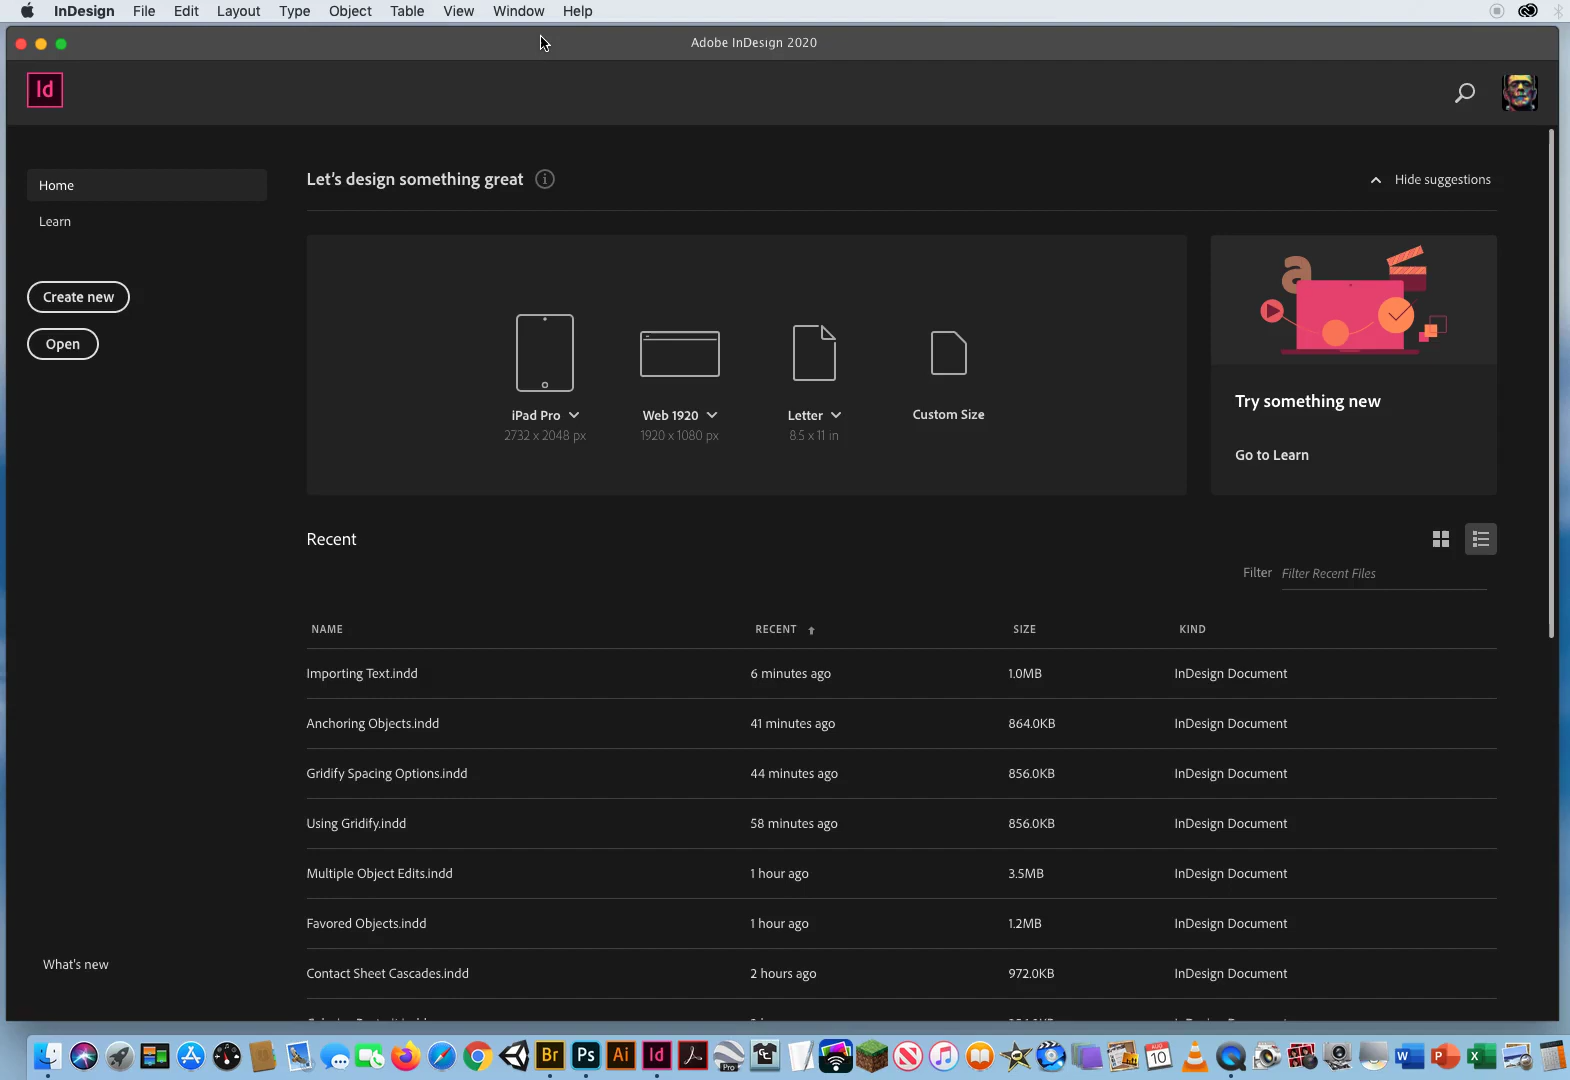 InDesign File Edit Layout Type Object Table View Window Help
Adobe InDesign 2020
Id
Home
Learn
Create new
Open
What's new
Let's design something great
Hide suggestions
iPad Pro
2732 x 2048 px
Web 1920
1920 x 1080 px
Letter
8.5 x 11 in
Custom Size
a
Try something new
Go to Learn
Recent
Filter Filter Recent Files
NAME RECENT SIZE KIND
Importing Text.indd 6 minutes ago 1.0MB InDesign Document
Anchoring Objects.indd 41 minutes ago 864.0KB InDesign Document
Gridify Spacing Options.indd 44 minutes ago 856.0KB InDesign Document
Using Gridify.indd 58 minutes ago 856.0KB InDesign Document
Multiple Object Edits.indd 1 hour ago 3.5MB InDesign Document
Favored Objects.indd 1 hour ago 1.2MB InDesign Document
Contact Sheet Cascades.indd 2 hours ago 972.0KB InDesign Document
Br Ps Ai Id Pro AUG 10 W P X